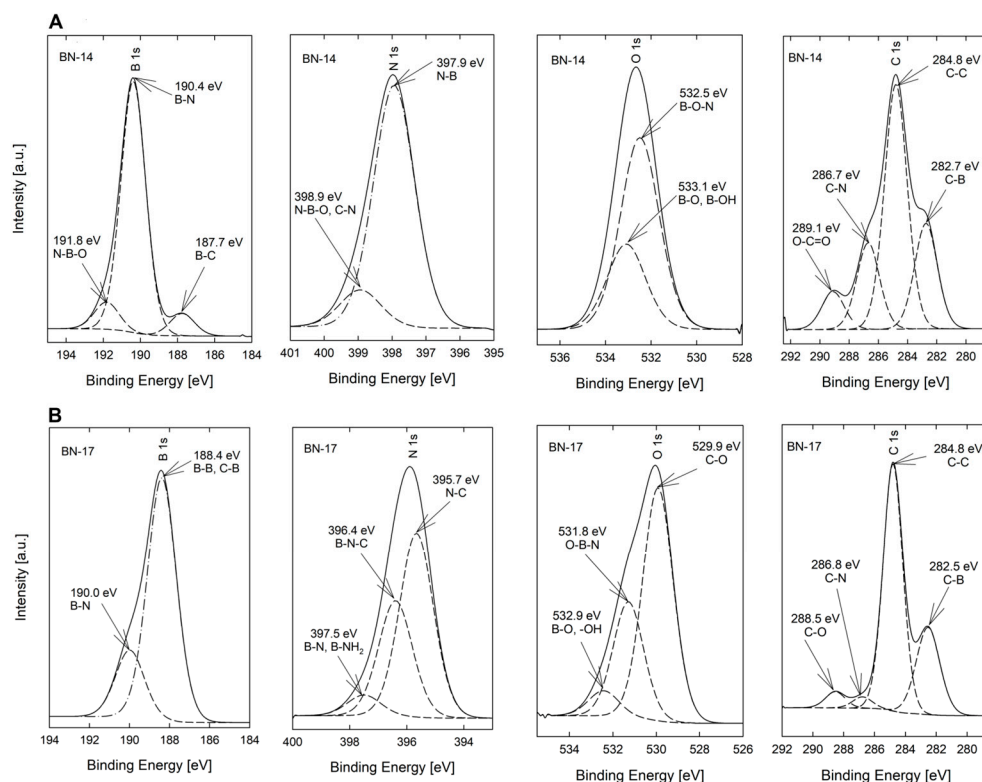 A
BN-14
B 1s
190.4 eV
B-N
191.8 eV
N-B-O
187.7 eV
B-C
194 192 190 188 186 184
Binding Energy [eV]
BN-14
N 1s
397.9 eV
N-B
398.9 eV
N-B-O, C-N
401 400 399 398 397 396 395
Binding Energy [eV]
BN-14
O 1s
532.5 eV
B-O-N
533.1 eV
B-O, B-OH
536 534 532 530 528
Binding Energy [eV]
BN-14
C 1s
284.8 eV
C-C
286.7 eV
C-N
282.7 eV
C-B
289.1 eV
O-C=O
292 290 288 286 284 282 280
Binding Energy [eV]
Intensity [a.u.]
B
BN-17
B 1s
188.4 eV
B-B, C-B
190.0 eV
B-N
194 192 190 188 186 184
Binding Energy [eV]
BN-17
N 1s
395.7 eV
N-C
396.4 eV
B-N-C
397.5 eV
B-N, B-NH2
400 398 396 394
Binding Energy [eV]
BN-17
O 1s
529.9 eV
C-O
531.8 eV
O-B-N
532.9 eV
B-O, -OH
534 532 530 528 526
Binding Energy [eV]
BN-17
C 1s
284.8 eV
C-C
286.8 eV
C-N
282.5 eV
C-B
288.5 eV
C-O
292 290 288 286 284 282 280
Binding Energy [eV]
Intensity [a.u.]